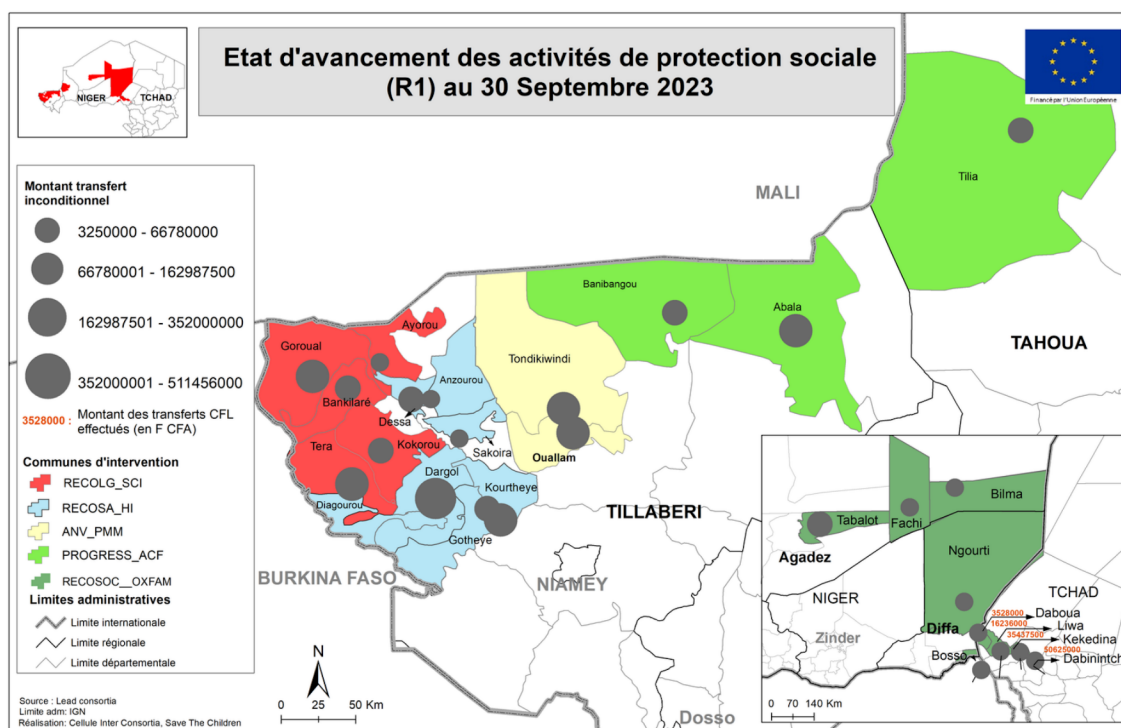 Etat d'avancement des activités de protection sociale
(R1) au 30 Septembre 2023
NIGER
TCHAD
Financé par l'Union Européenne
Montant transfert
inconditionnel
3250000 - 66780000
66780001 - 162987500
162987501 - 352000000
352000001 - 511456000
3528000 : Montant des transferts CFL
effectués (en F CFA)
Communes d'intervention
RECOLG_SCI
RECOSA_HI
ANV_PMM
PROGRESS_ACF
RECOSOC__OXFAM
Limites administratives
Limite internationale
Limite régionale
Limite départementale
Source : Lead consortia
Limite adm: IGN
Réalisation: Cellule Inter Consortia, Save The Children
N
0 25 50 Km
MALI
Tilia
Banibangou
Abala
TAHOUA
Ayorou
Goroual
Tondikiwindi
Anzourou
Bankilaré
Dessa
Tera
Kokorou
Sakoira
Ouallam
Dargol
Kourtheye
Diagourou
TILLABERI
Gotheye
BURKINA FASO
NIAMEY
Dosso
Bilma
Tabalot
Fachi
Agadez
Ngourti
NIGER
TCHAD
3528000
Daboua
16236000
Liwa
Diffa
35437500
Kekedina
Zinder
50625000
Bosso
Dabinintch
0 70 140 Km